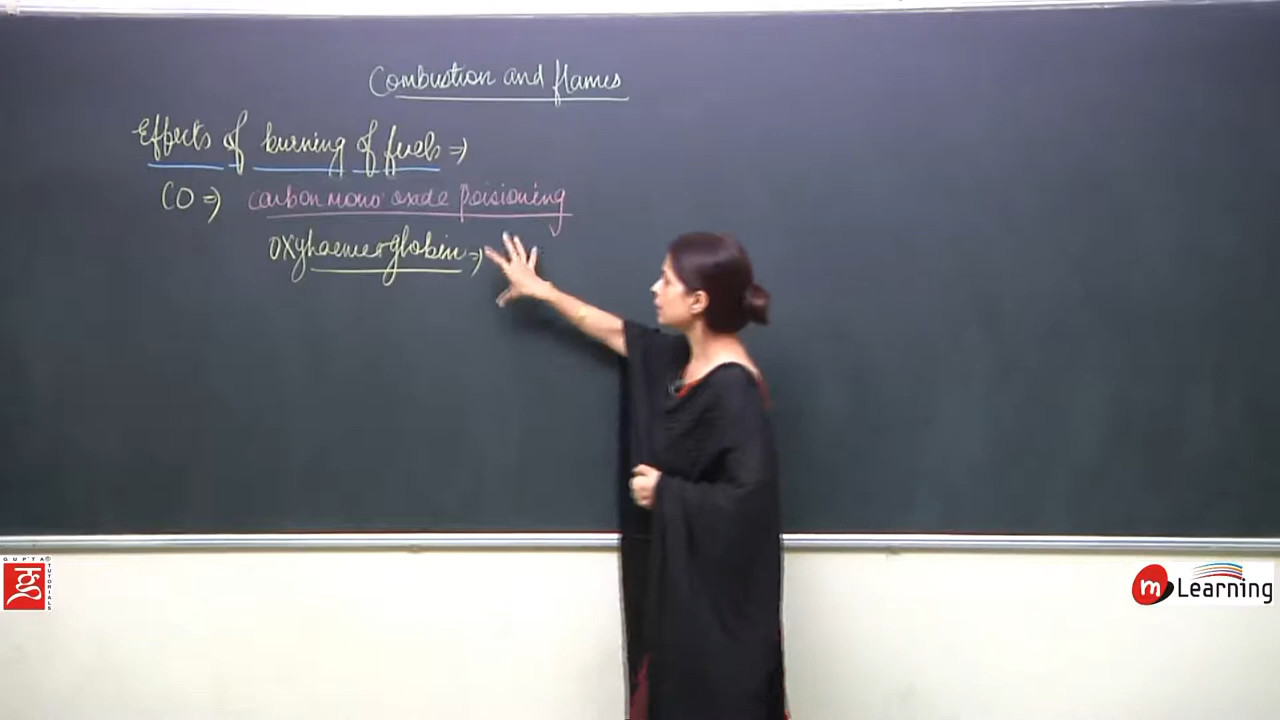 Combustion and flames
Effects of burning of fuels ⇒
CO ⇒ carbon mono oxide poisioning
oxyhaemoglobin ⇒
GUPTA
TUTORIALS
m Learning